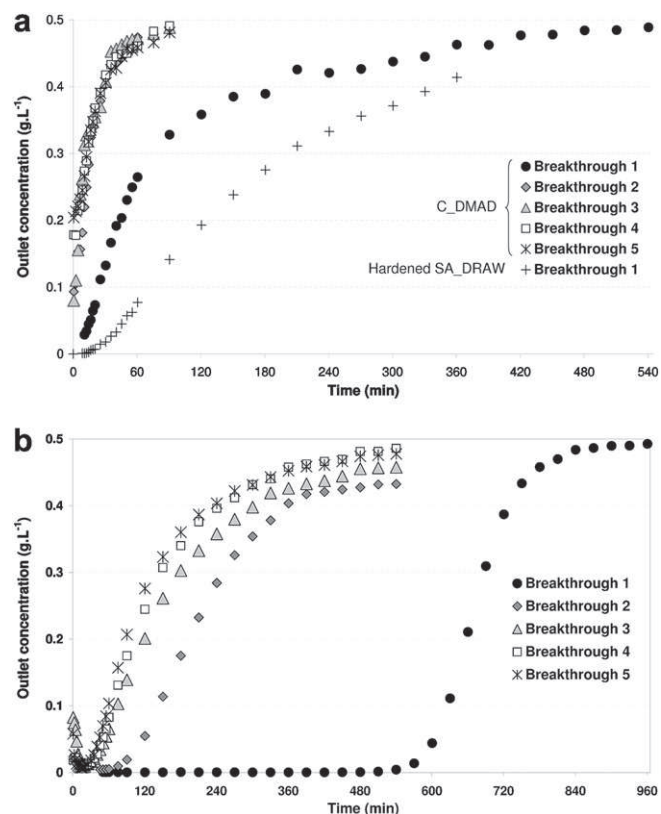 a
0.5
0.4
0.3
0.2
0.1
0
Outlet concentration (g.L-1)
Breakthrough 1
Breakthrough 2
C_DMAD
Breakthrough 3
Breakthrough 4
Breakthrough 5
Hardened SA_DRAW
Breakthrough 1
0 60 120 180 240 300 360 420 480 540
Time (min)
b
0.5
0.4
0.3
0.2
0.1
0
Outlet concentration (g.L-1)
Breakthrough 1
Breakthrough 2
Breakthrough 3
Breakthrough 4
Breakthrough 5
0 120 240 360 480 600 720 840 960
Time (min)